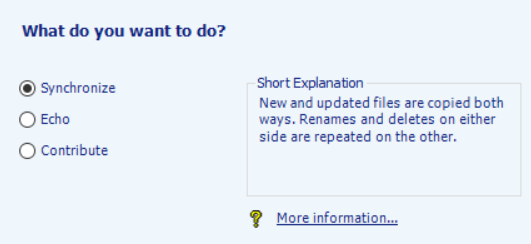 What do you want to do?
Synchronize
Echo
Contribute
Short Explanation
New and updated files are copied both
ways. Renames and deletes on either
side are repeated on the other.
More information...